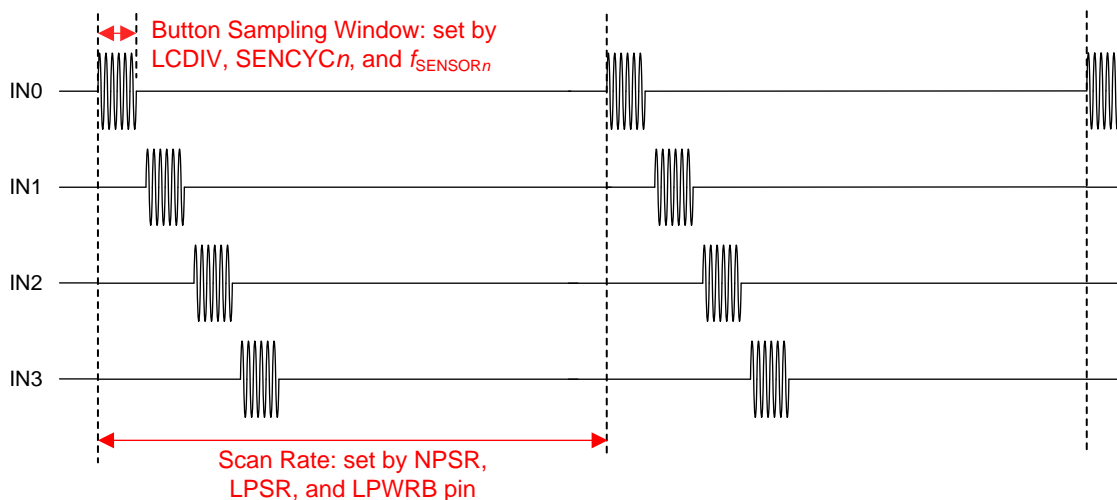 Button Sampling Window: set by
LCDIV, SENCYCn, and fSENSORn
IN0
IN1
IN2
IN3
Scan Rate: set by NPSR,
LPSR, and LPWRB pin